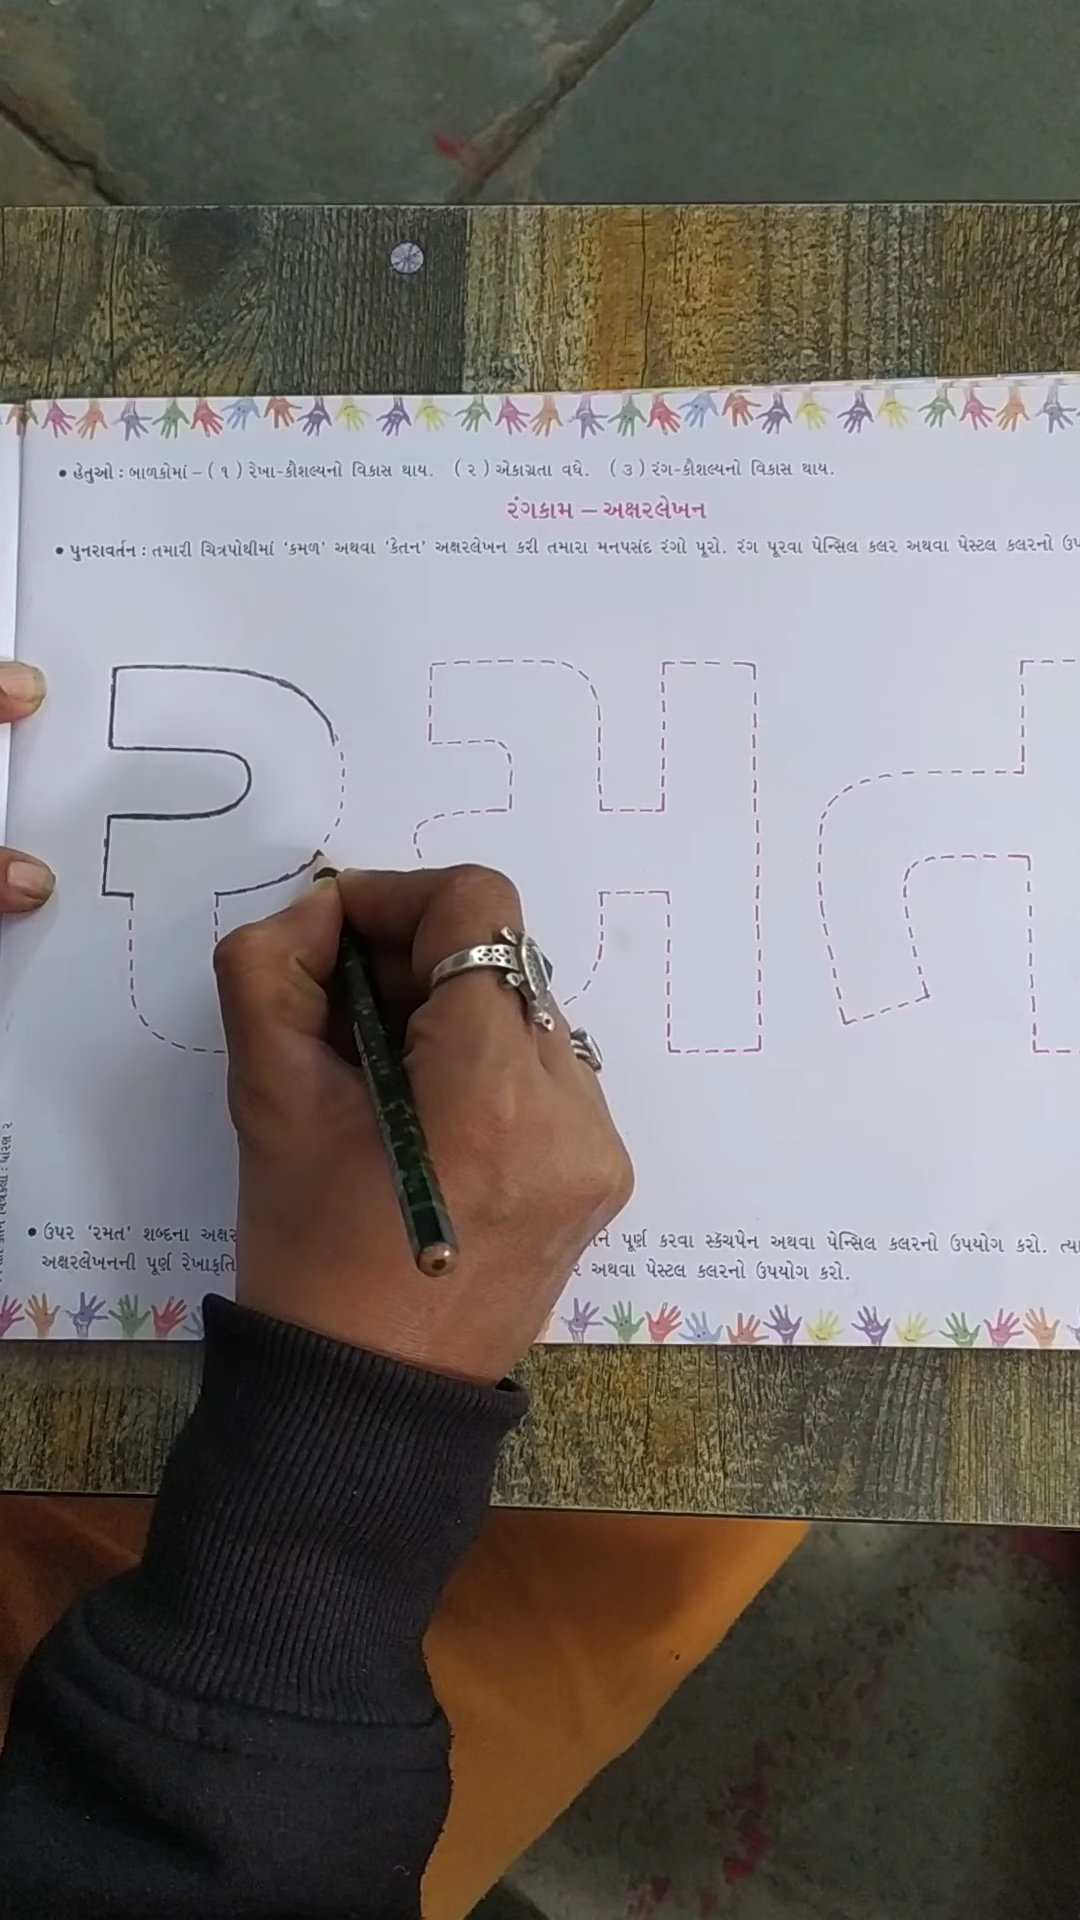 • હેતુઓ : બાળકોમાં – (૧) રેખા-કૌશલ્યનો વિકાસ થાય. (૨) એકાગ્રતા વધે. (૩) રંગ-કૌશલ્યનો વિકાસ થાય.
રંગકામ – અક્ષરલેખન
• પુનરાવર્તન : તમારી ચિત્રપોથીમાં ‘કમળ’ અથવા ‘કેતન’ અક્ષરલેખન કરી તમારા મનપસંદ રંગો પૂરો. રંગ પૂરવા પેન્સિલ કલર અથવા પેસ્ટલ કલરનો
રમત
• ઉપર ‘રમત’ શબ્દના પૂર્ણ કરવા સ્કૅચપેન અથવા પેન્સિલ કલરનો ઉપયોગ કરો.
અક્ષરલેખનની પૂર્ણ અથવા પેસ્ટલ કલરનો ઉપયોગ કરો.